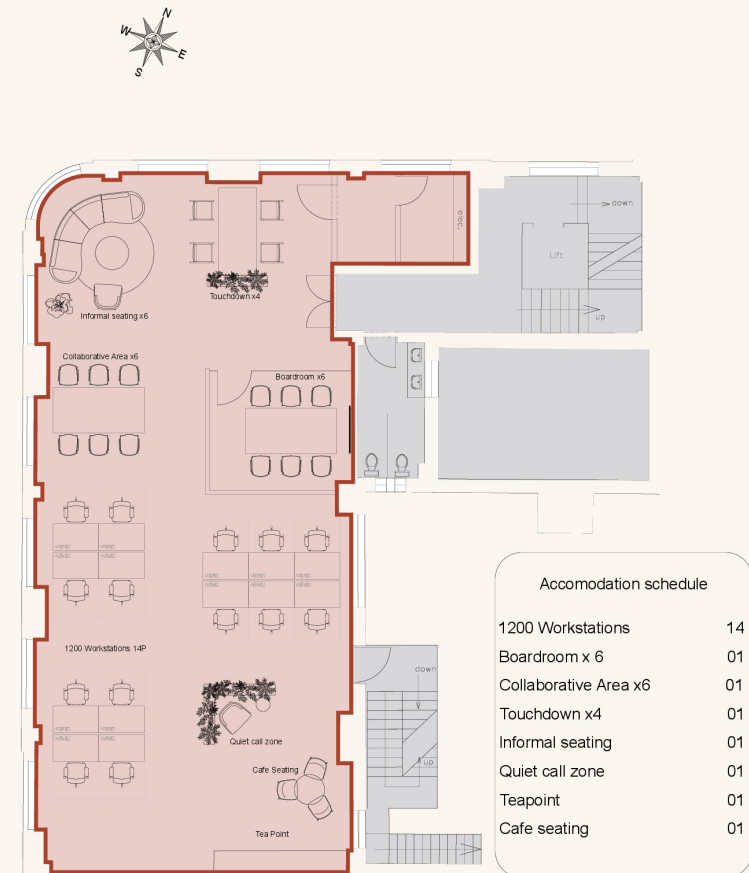 N
W
E
S
down
elec.
Lift
up
Touchdown x4
Informal seating x6
Collaborative Area x6
Boardroom x6
1200 Workstations 14P
down
up
Quiet call zone
Cafe Seating
Tea Point
Accomodation schedule
1200 Workstations 14
Boardroom x 6 01
Collaborative Area x6 01
Touchdown x4 01
Informal seating 01
Quiet call zone 01
Teapoint 01
Cafe seating 01